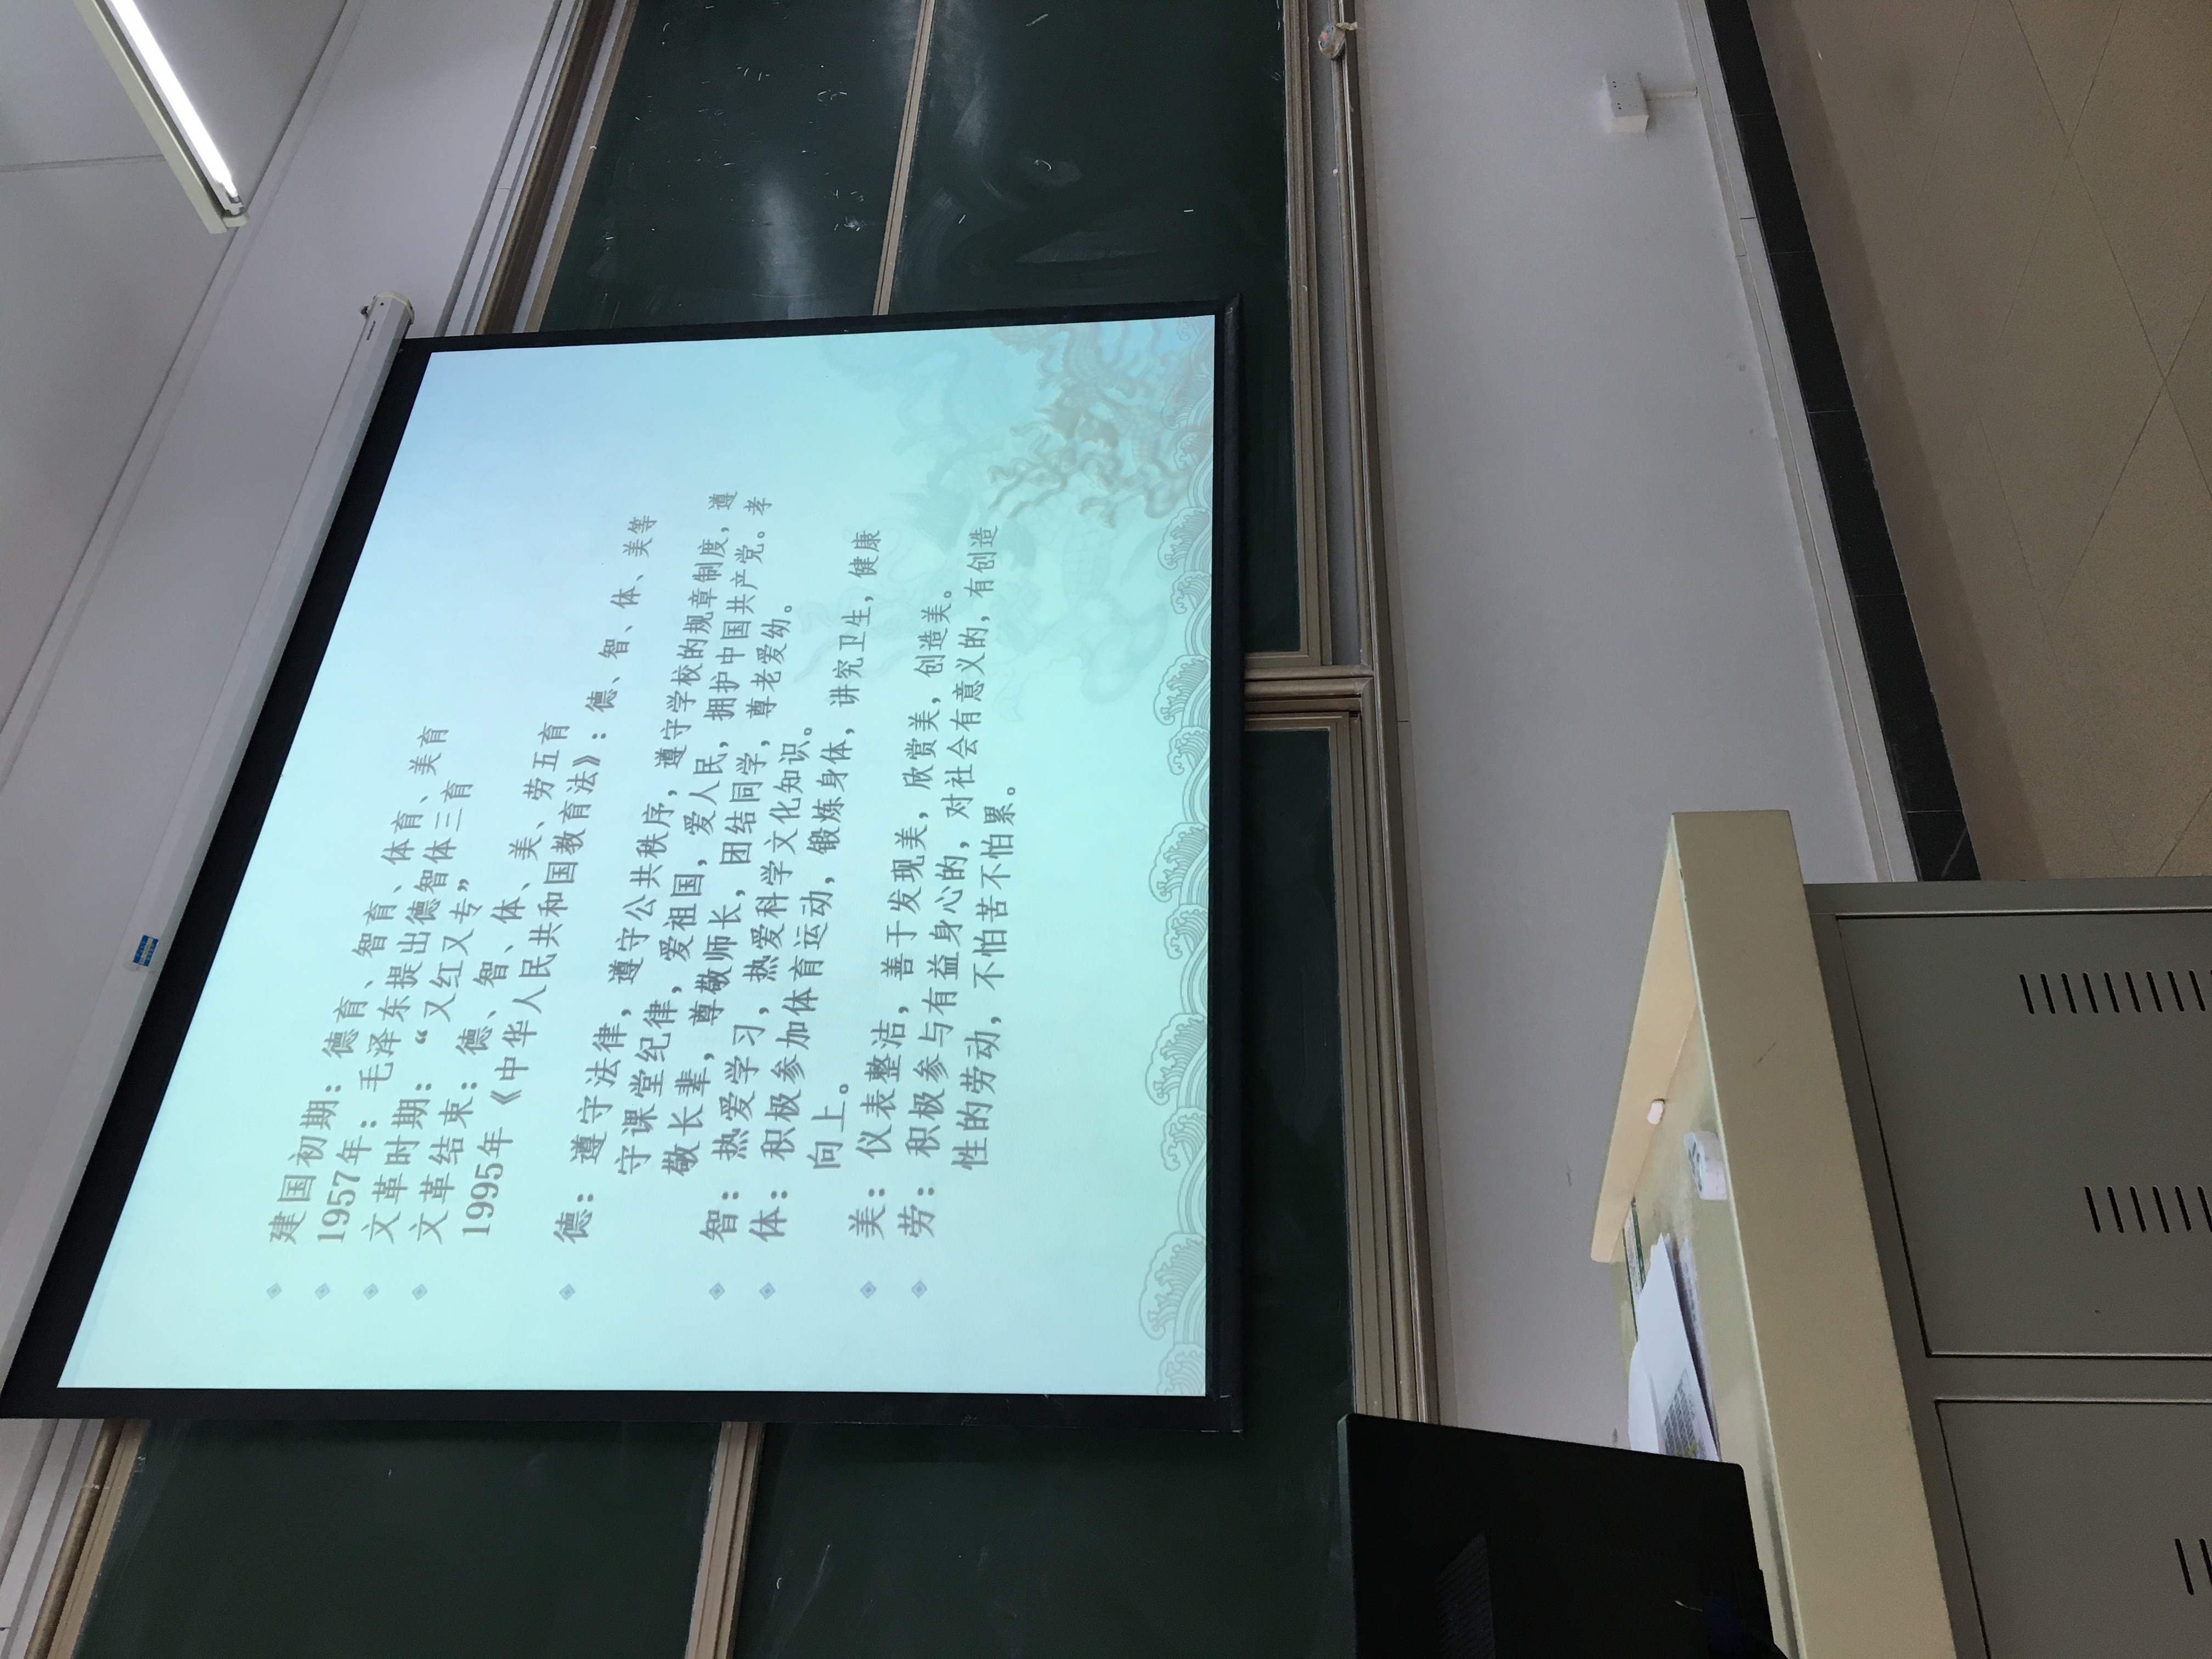 建国初期：德育、智育、体育、美育
1957年：毛泽东提出德智体三育
文革时期：“又红又专”
文革结束：德、智、体、美、劳五育
1995年《中华人民共和国教育法》：德、智、体、美等
德：遵守法律，遵守公共秩序，遵守学校的规章制度，遵
守课堂纪律，爱祖国，爱人民，拥护中国共产党。孝
敬长辈，尊敬师长，团结同学，尊老爱幼。
智：热爱学习，热爱科学文化知识。
体：积极参加体育运动，锻炼身体，讲究卫生，健康
向上。
美：仪表整洁，善于发现美，欣赏美，创造美。
劳：积极参与有益身心的，对社会有意义的，有创造
性的劳动，不怕苦不怕累。